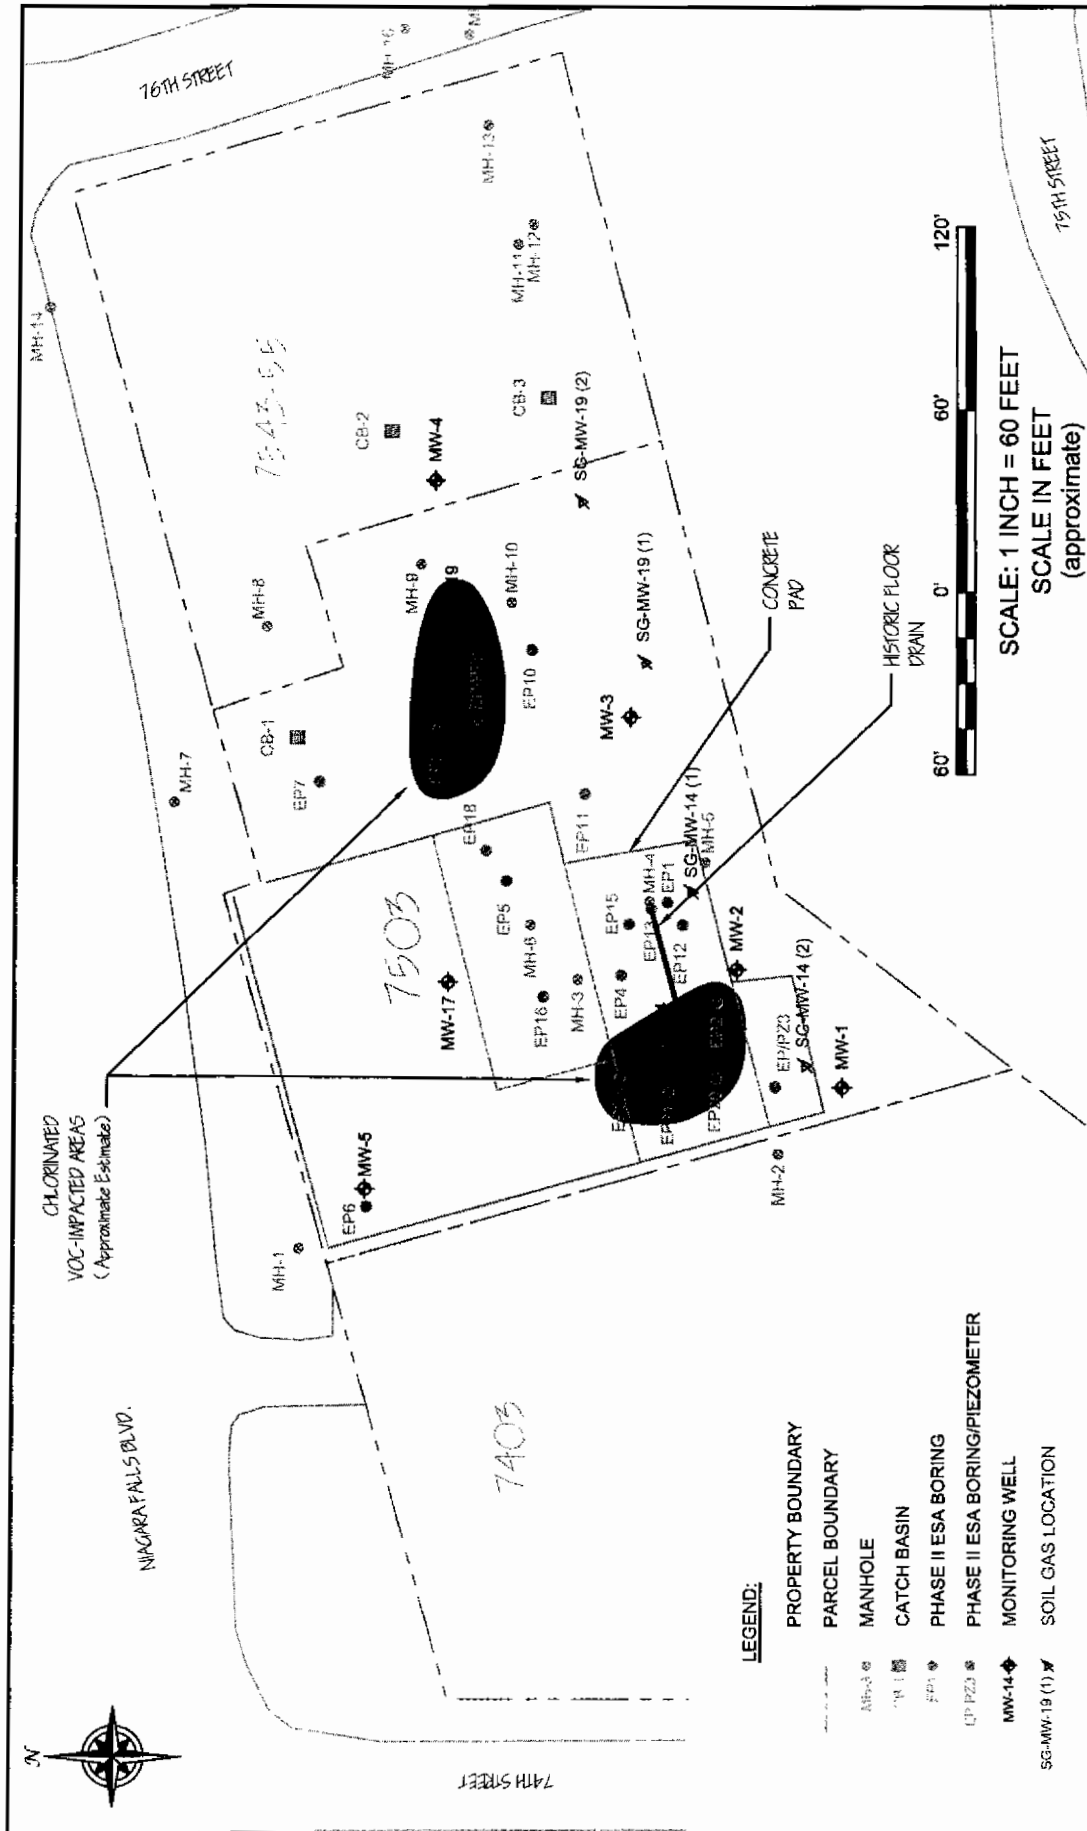 N
NIAGARA FALLS BLVD.
74TH STREET
76TH STREET
75TH STREET
CHLORINATED
VOC-IMPACTED AREAS
(Approximate Estimate)
7403
7503
MH-1
MH-7
MH-8
MH-14
MH-16
MH-13
MH-11
MH-12
CB-1
EP7
CB-2
MW-4
CB-3
SG-MW-19 (2)
MH-9
19
MH-10
EP10
SG-MW-19 (1)
MW-3
EP6
MW-5
MW-17
EP18
EP5
MH-6
EP16
MH-3
EP11
EP15
EP4
EP13
MH-4
EP1
EP12
SG-MW-14 (1)
MH-5
MW-2
EP2
EP/PZ3
SG-MW-14 (2)
MW-1
MH-2
CONCRETE
PAD
HISTORIC FLOOR
DRAIN
60'
0'
60'
120'
SCALE: 1 INCH = 60 FEET
SCALE IN FEET
(approximate)
LEGEND:
PROPERTY BOUNDARY
PARCEL BOUNDARY
MANHOLE
CATCH BASIN
EP1 PHASE II ESA BORING
PHASE II ESA BORING/PIEZOMETER
MW-14 MONITORING WELL
SG-MW-19 (1) SOIL GAS LOCATION